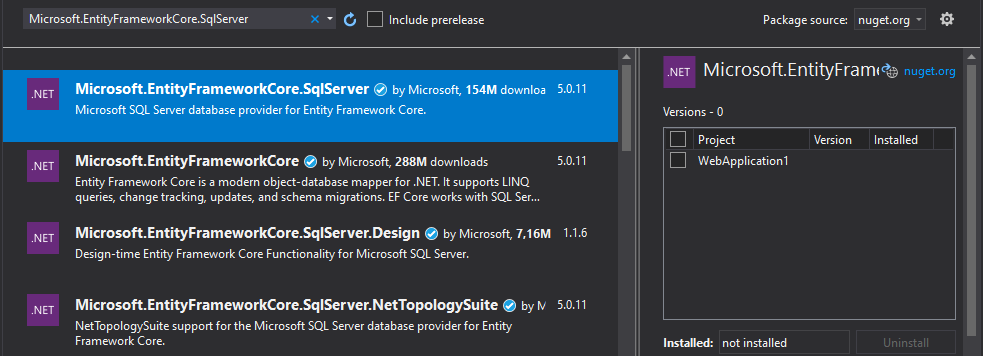 Microsoft.EntityFrameworkCore.SqlServer
Include prerelease
Package source: nuget.org
.NET
Microsoft.EntityFrameworkCore.SqlServer by Microsoft, 154M downloa 5.0.11
Microsoft SQL Server database provider for Entity Framework Core.
.NET
Microsoft.EntityFrameworkCore by Microsoft, 288M downloads 5.0.11
Entity Framework Core is a modern object-database mapper for .NET. It supports LINQ
queries, change tracking, updates, and schema migrations. EF Core works with SQL Ser...
.NET
Microsoft.EntityFrameworkCore.SqlServer.Design by Microsoft, 7,16M 1.1.6
Design-time Entity Framework Core Functionality for Microsoft SQL Server.
.NET
Microsoft.EntityFrameworkCore.SqlServer.NetTopologySuite by M 5.0.11
NetTopologySuite support for the Microsoft SQL Server database provider for Entity
Framework Core.
.NET
Microsoft.EntityFrame nuget.org
Versions - 0
Project Version Installed
WebApplication1
Installed: not installed Uninstall